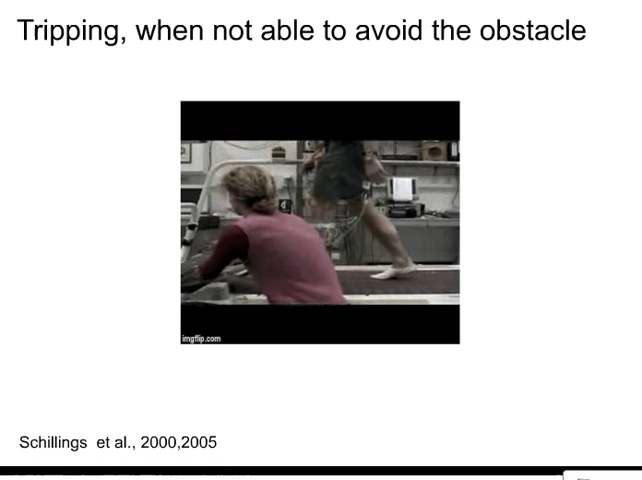 Tripping, when not able to avoid the obstacle
imgflip.com
Schillings et al., 2000,2005